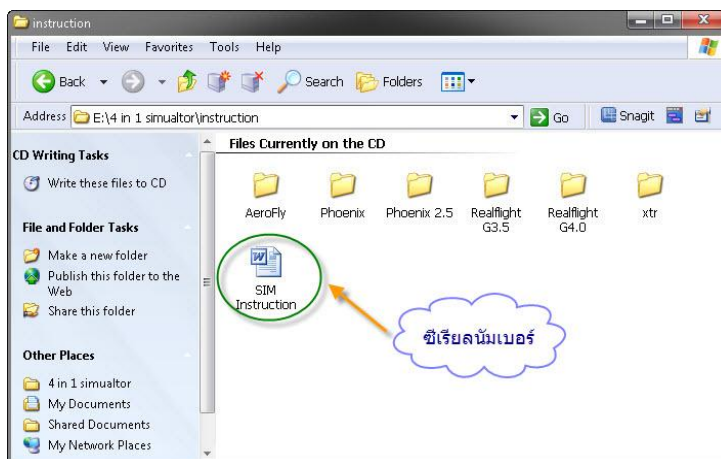 instruction
File Edit View Favorites Tools Help
Back Search Folders
Address E:\4 in 1 simualtor\instruction Go Snagit
CD Writing Tasks
Write these files to CD
File and Folder Tasks
Make a new folder
Publish this folder to the
Web
Share this folder
Other Places
4 in 1 simualtor
My Documents
Shared Documents
My Network Places
Files Currently on the CD
AeroFly Phoenix Phoenix 2.5 Realflight G3.5 Realflight G4.0 xtr
SIM
Instruction
ซีเรียลนัมเบอร์